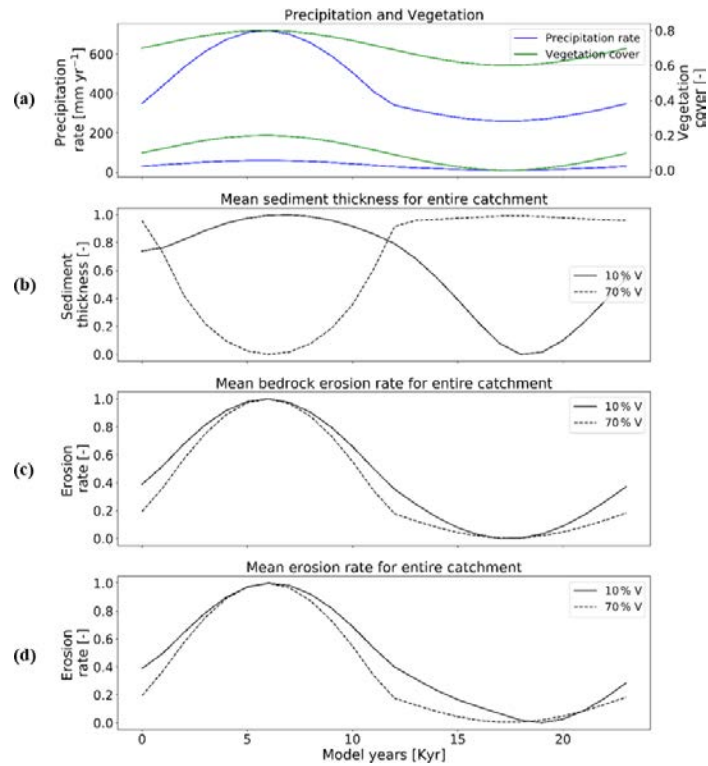 Precipitation and Vegetation
(a)
Precipitation
rate [mm yr⁻¹]
600
400
200
0
Precipitation rate
Vegetation cover
0.8
0.6
0.4
0.2
0.0
Vegetation
cover [-]
Mean sediment thickness for entire catchment
(b)
Sediment
thickness [-]
1.0
0.8
0.6
0.4
0.2
0.0
10% V
70% V
Mean bedrock erosion rate for entire catchment
(c)
Erosion
rate [-]
1.0
0.8
0.6
0.4
0.2
0.0
10% V
70% V
Mean erosion rate for entire catchment
(d)
Erosion
rate [-]
1.0
0.8
0.6
0.4
0.2
0.0
10% V
70% V
0 5 10 15 20
Model years [Kyr]